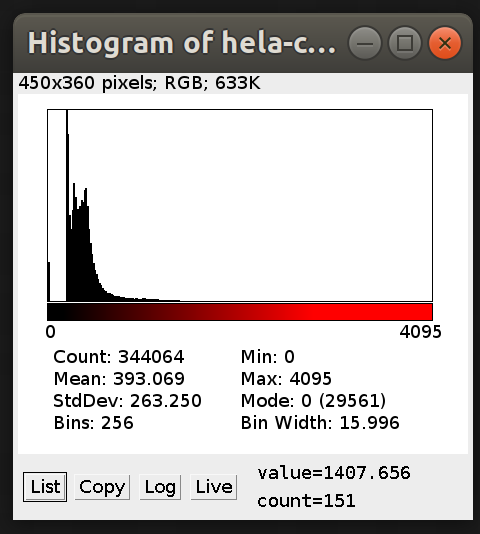 Histogram of hela-c...
450x360 pixels; RGB; 633K
0 4095
Count: 344064 Min: 0
Mean: 393.069 Max: 4095
StdDev: 263.250 Mode: 0 (29561)
Bins: 256 Bin Width: 15.996
List Copy Log Live value=1407.656
count=151